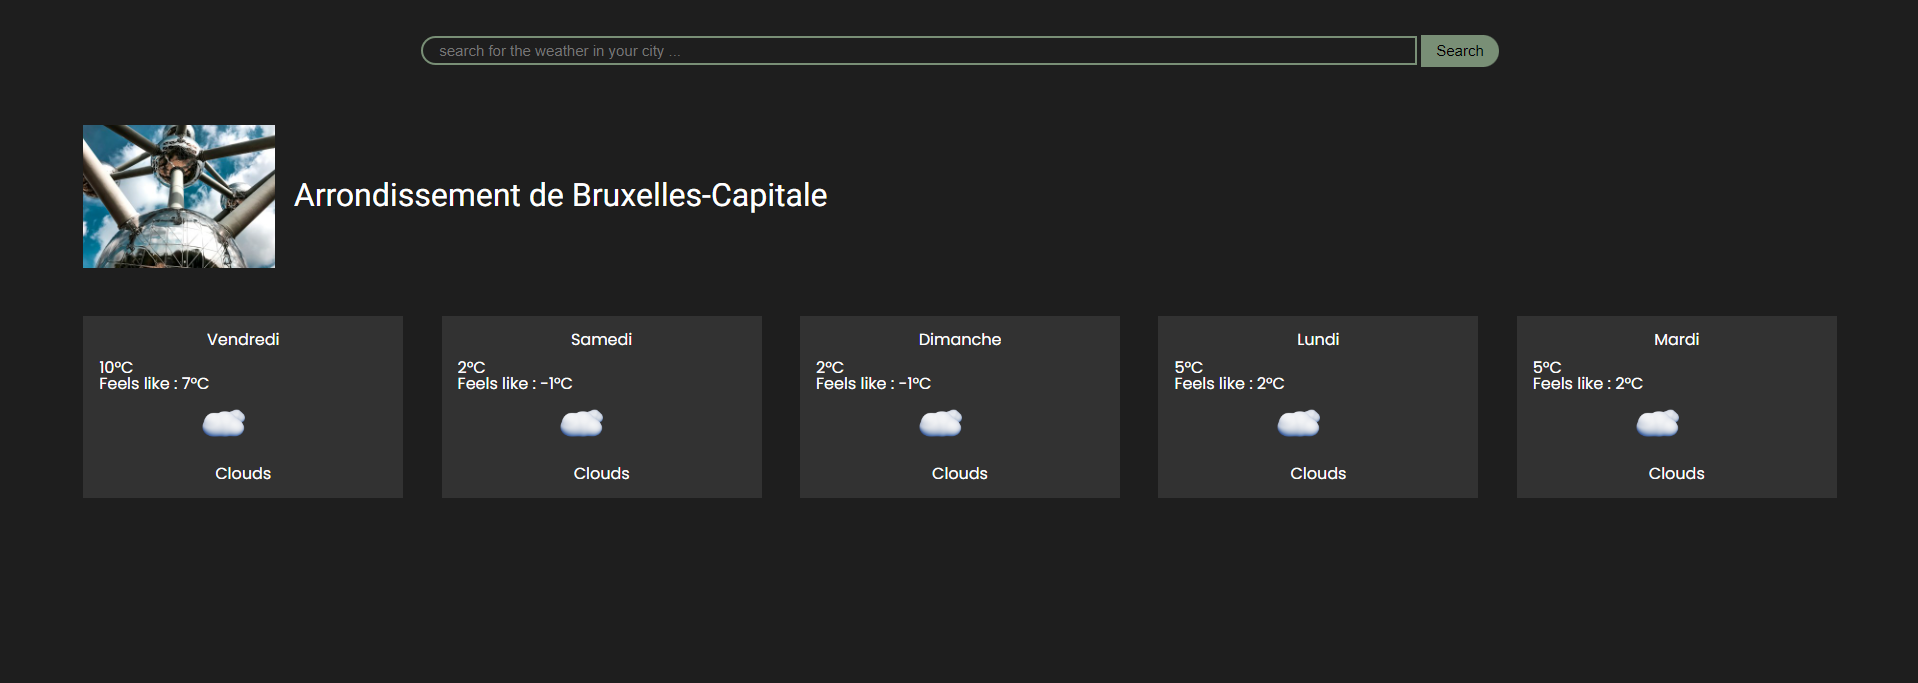 search for the weather in your city ...
Search
Arrondissement de Bruxelles-Capitale
Vendredi
10°C
Feels like : 7°C
Clouds
Samedi
2°C
Feels like : -1°C
Clouds
Dimanche
2°C
Feels like : -1°C
Clouds
Lundi
5°C
Feels like : 2°C
Clouds
Mardi
5°C
Feels like : 2°C
Clouds